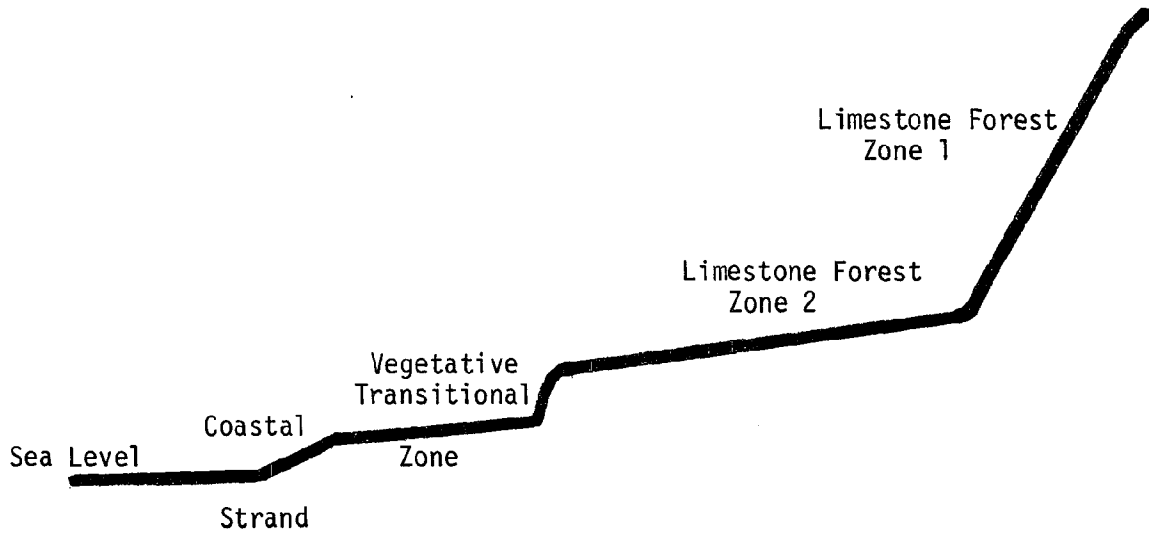 Limestone Forest
Zone 1
Limestone Forest
Zone 2
Vegetative
Transitional
Zone
Coastal
Strand
Sea Level